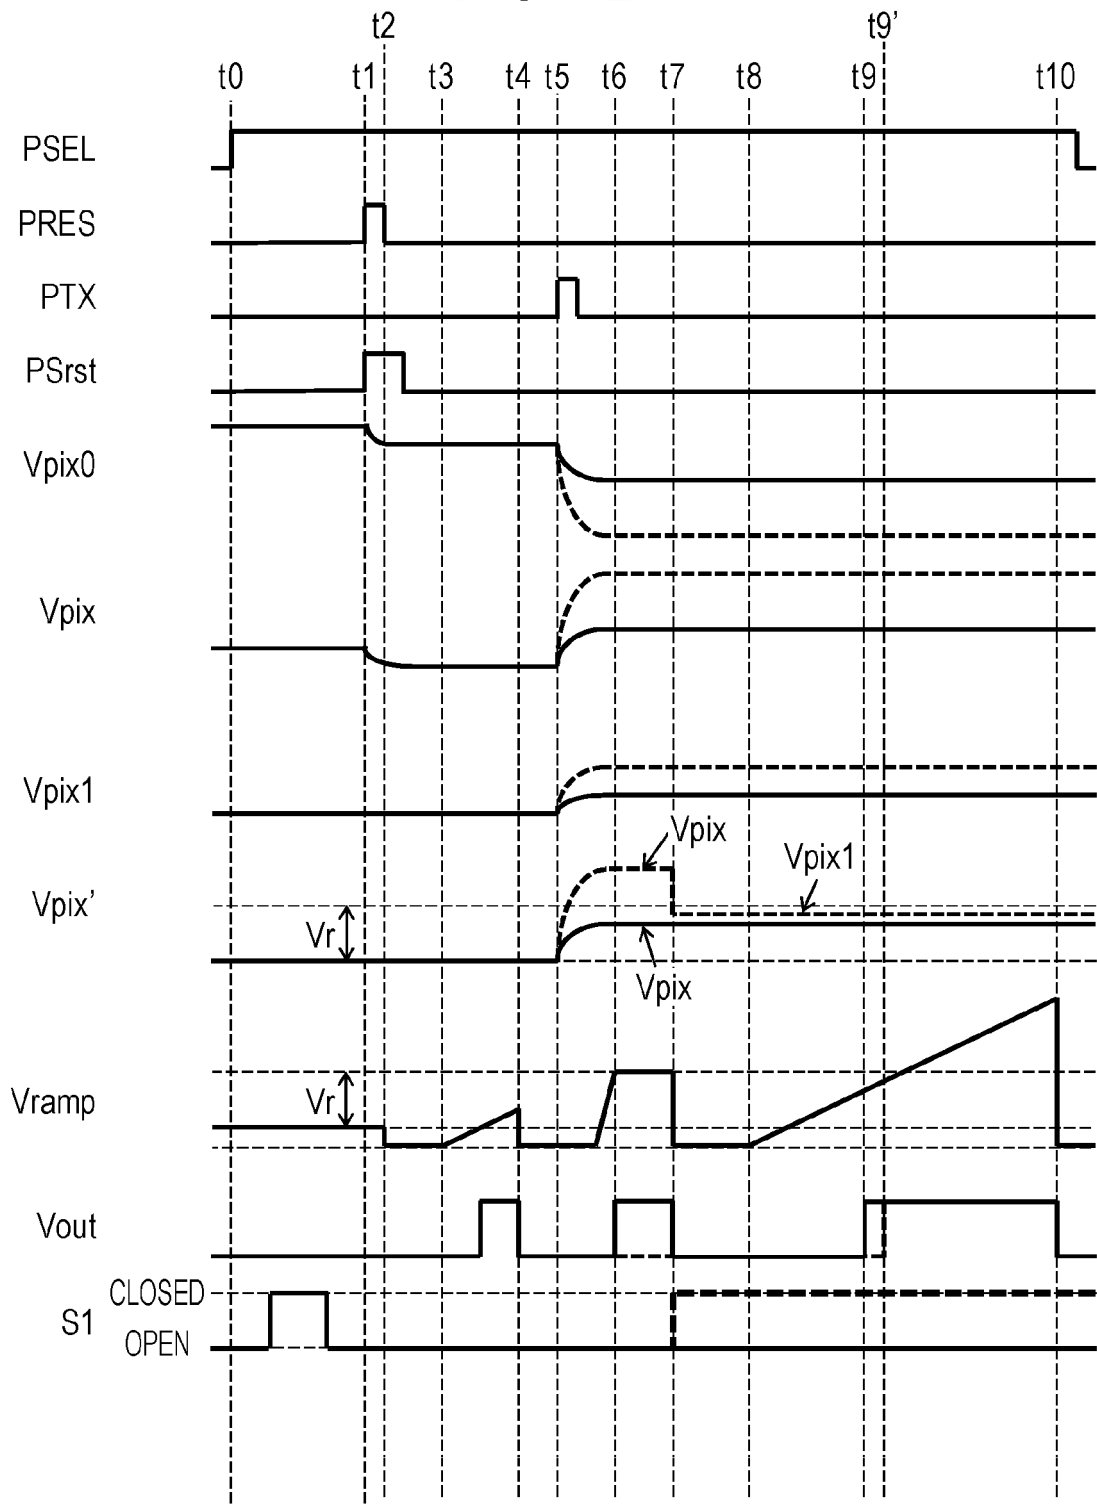 t2 t9’
t0 t1 t3 t4 t5 t6 t7 t8 t9 t10
PSEL
PRES
PTX
PSrst
Vpix0
Vpix
Vpix1
Vpix Vpix1
Vpix’
Vr
Vpix
Vramp Vr
Vout
CLOSED
S1
OPEN